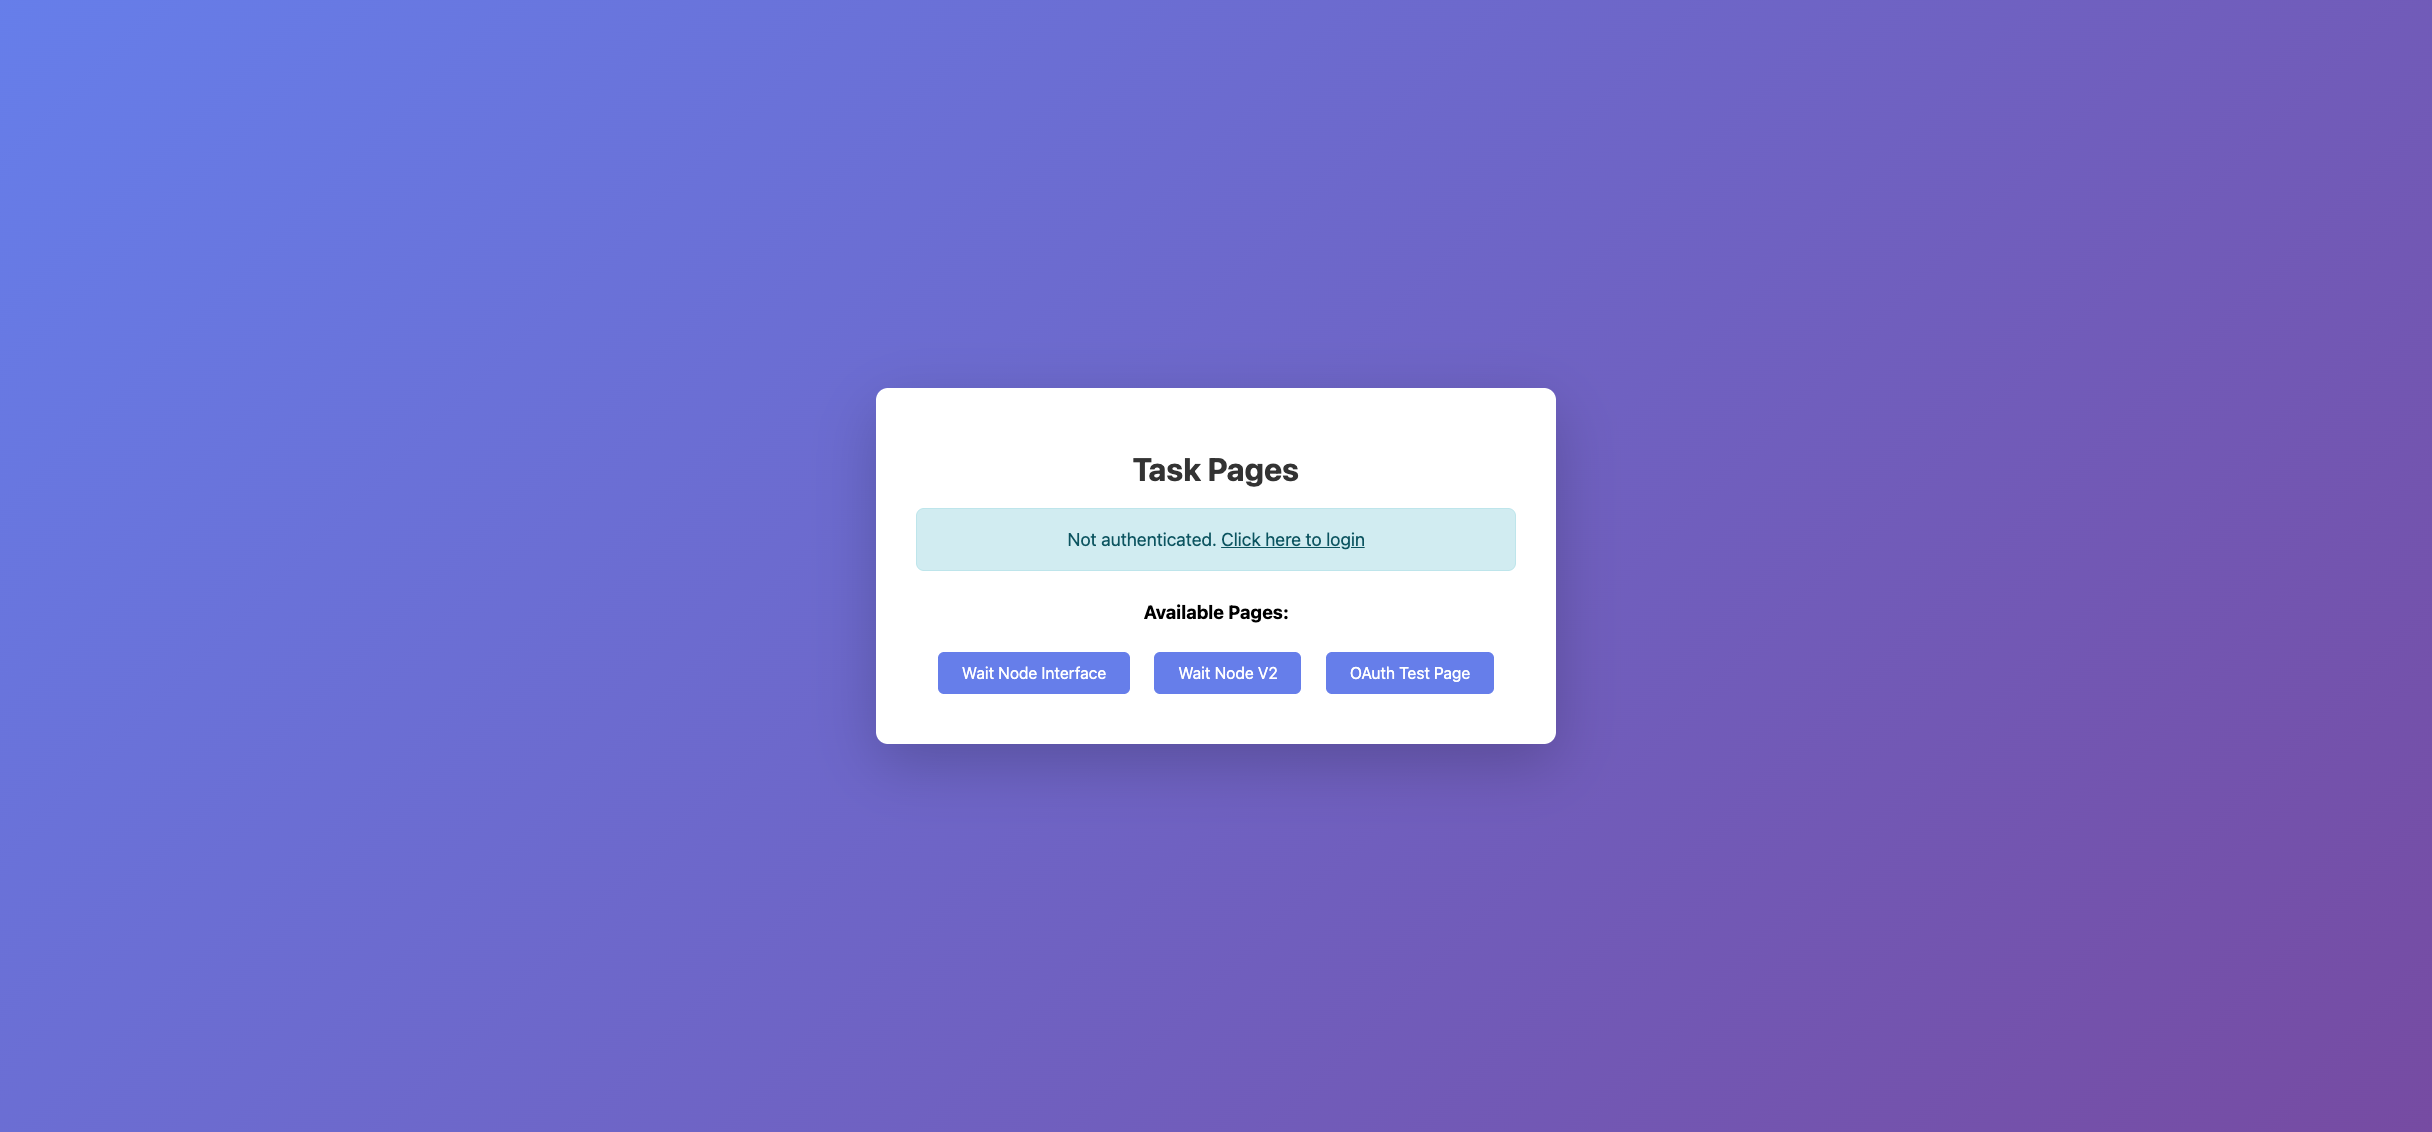 Task Pages
Not authenticated. Click here to login
Available Pages:
Wait Node Interface
Wait Node V2
OAuth Test Page